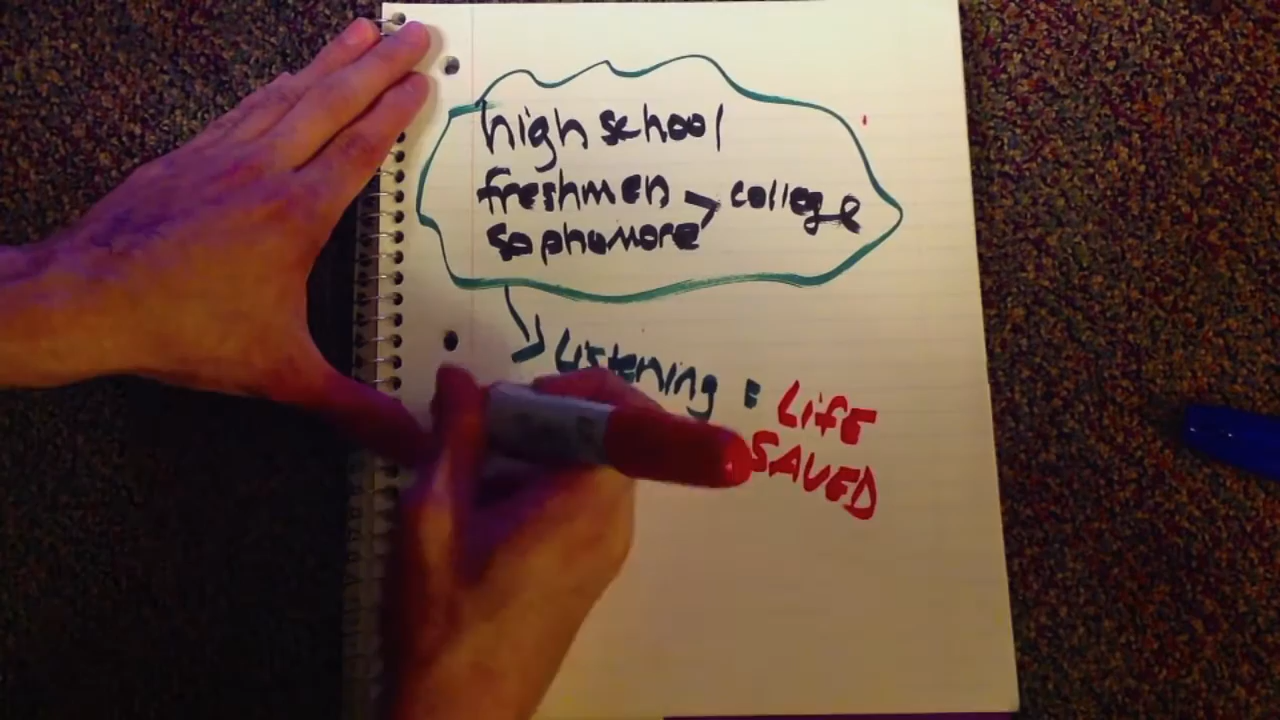 high school
freshmen → college
sophomore
Listening = LifE
SAVED